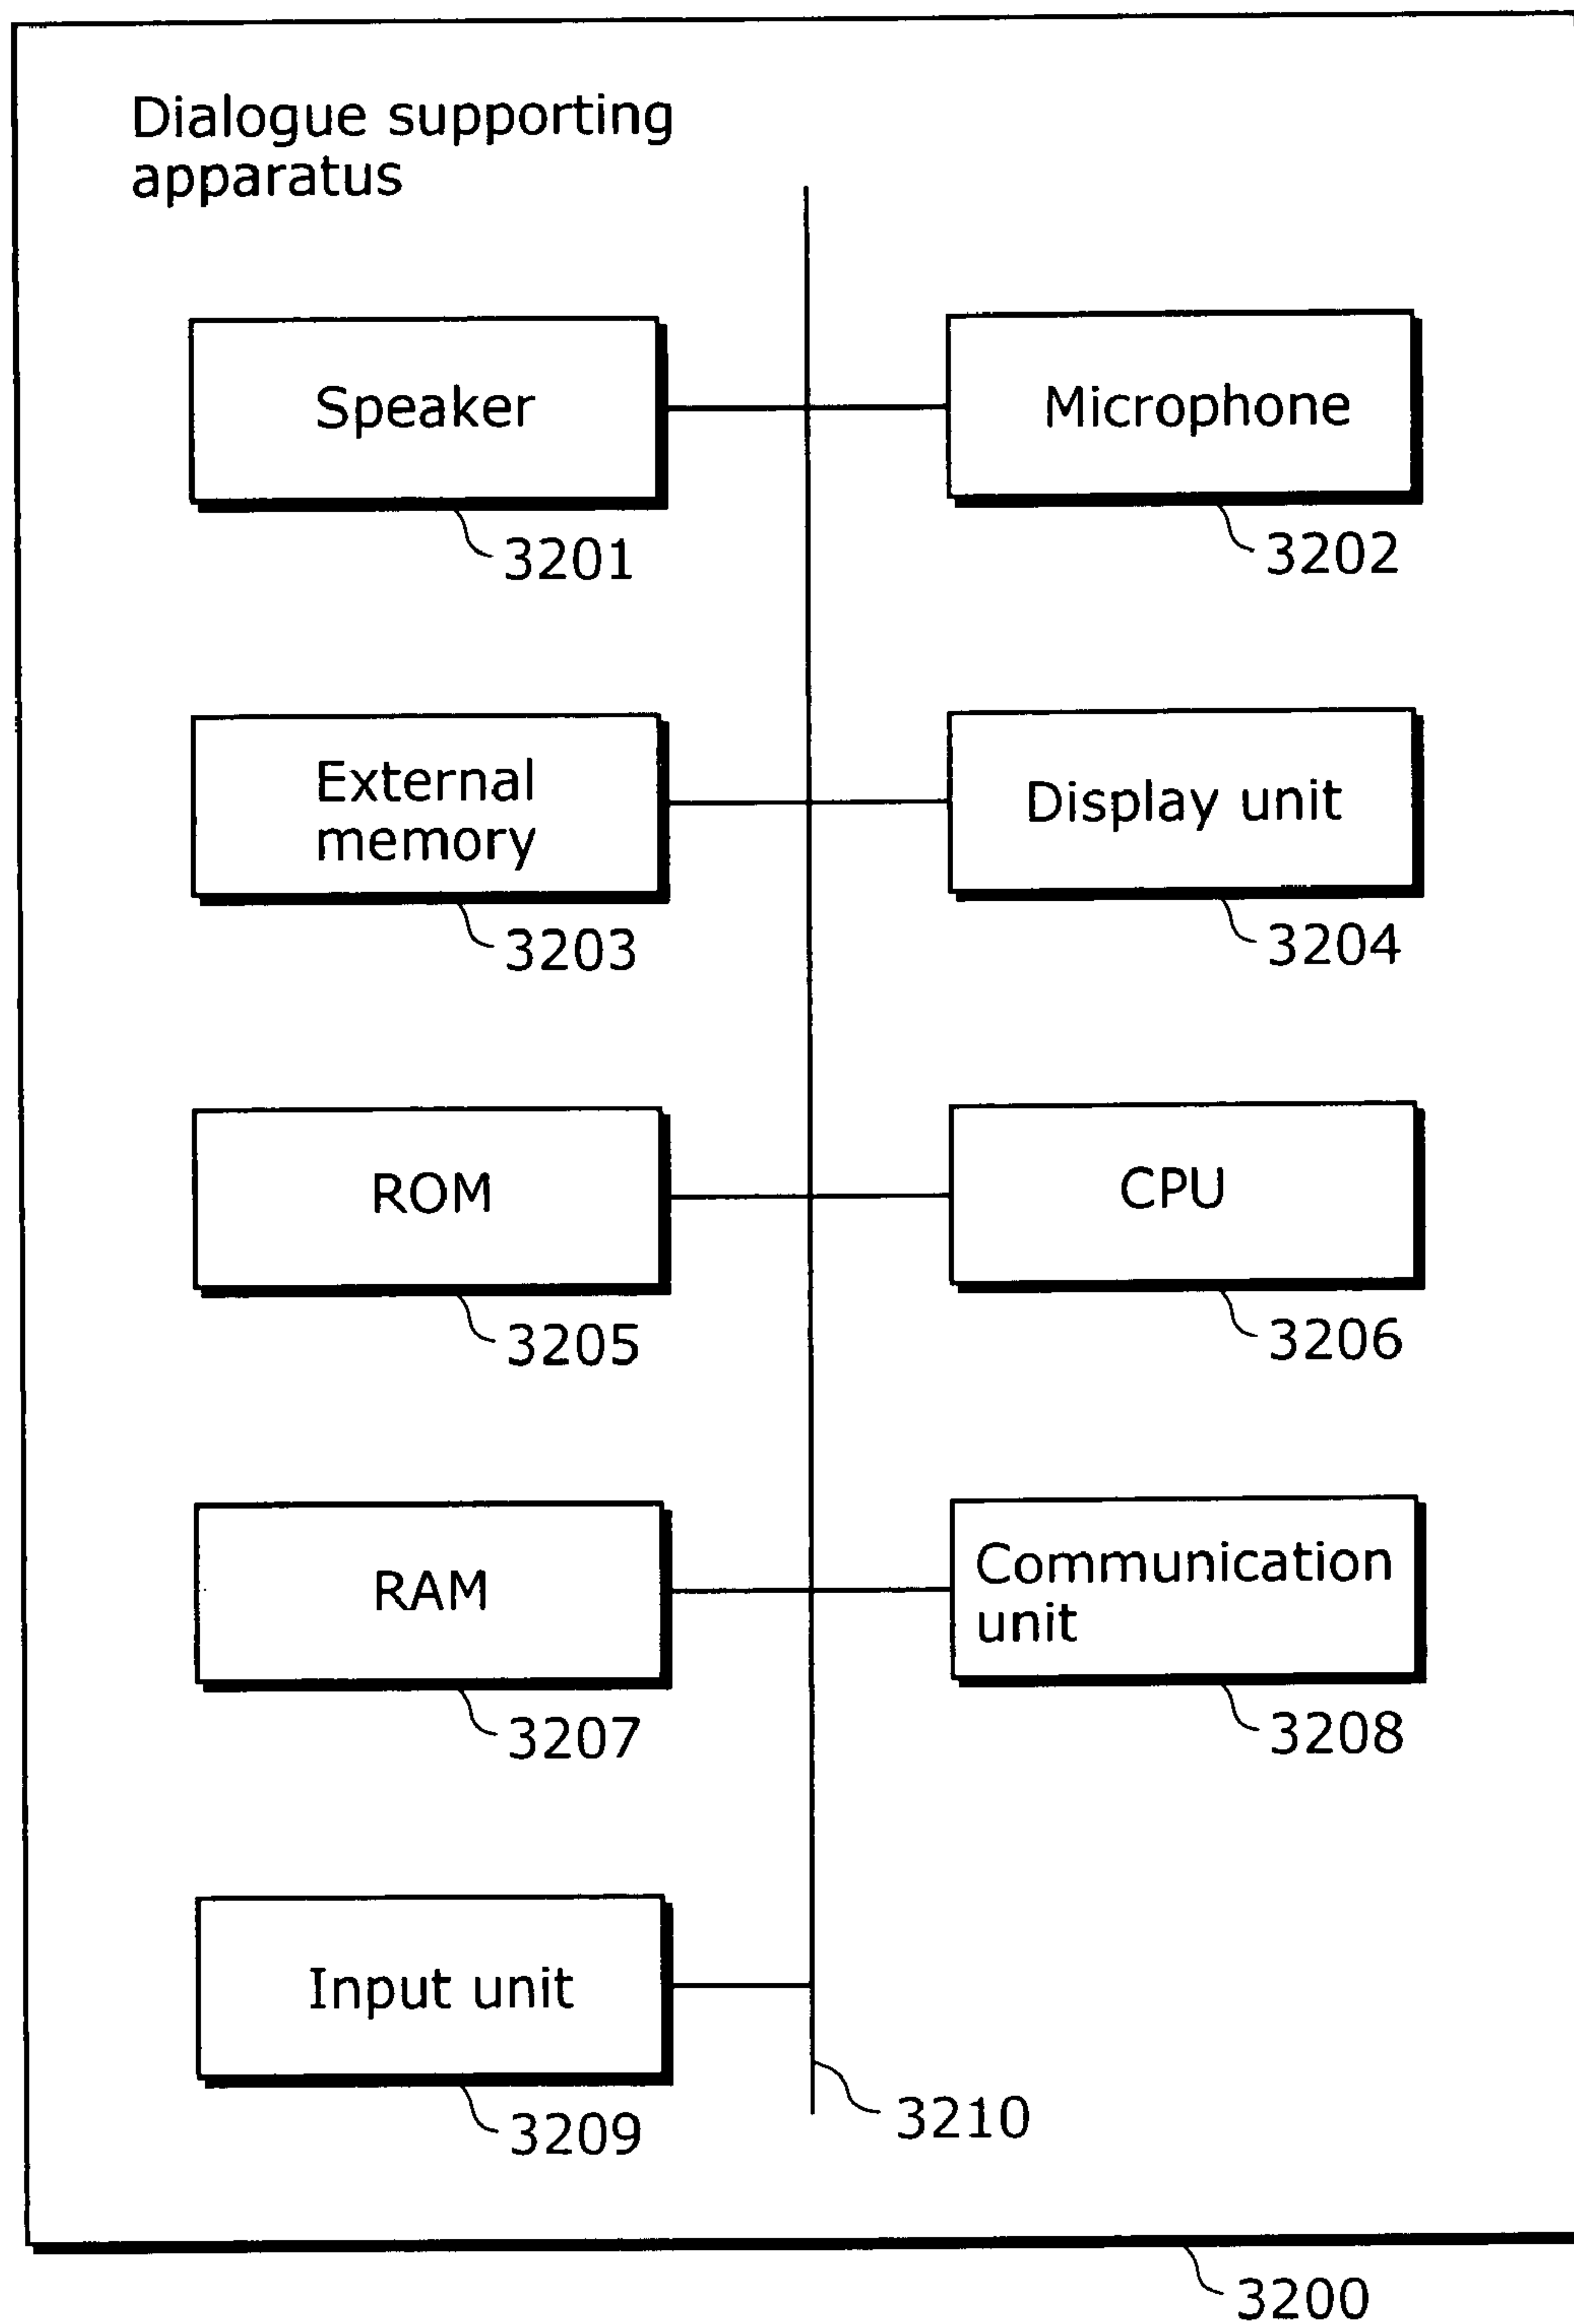 Dialogue supporting
apparatus
Speaker
Microphone
3201
3202
External
memory
Display unit
3203
3204
ROM
CPU
3205
3206
RAM
Communication
unit
3207
3208
Input unit
3209
3210
3200